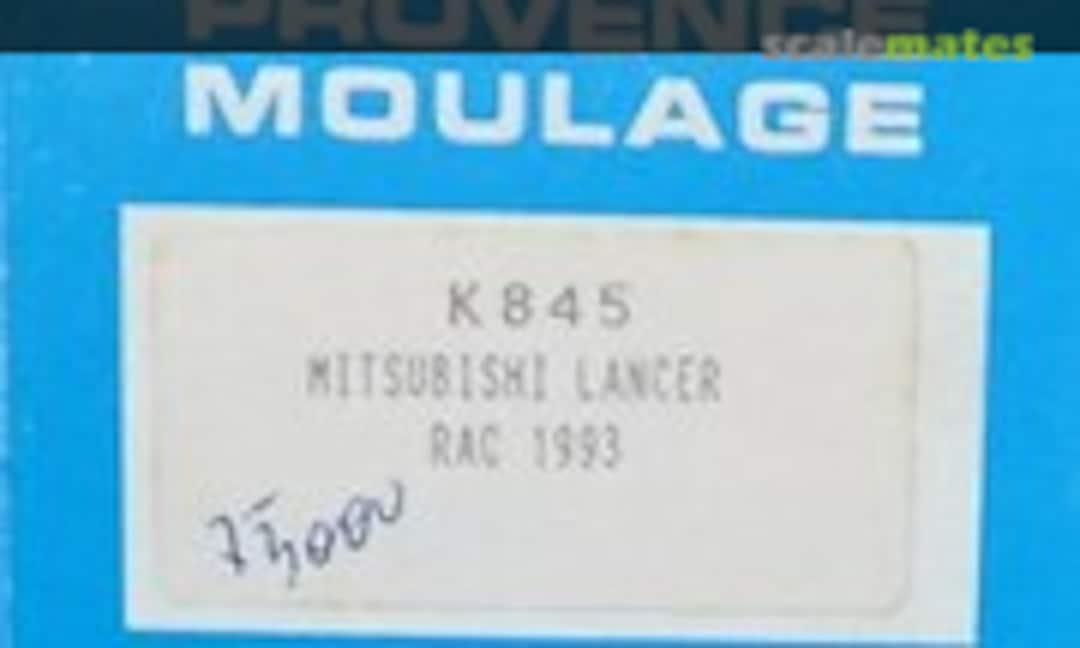 PROVENCE
scalemates
MOULAGE
K845
MITSUBISHI LANCER
RAC 1993